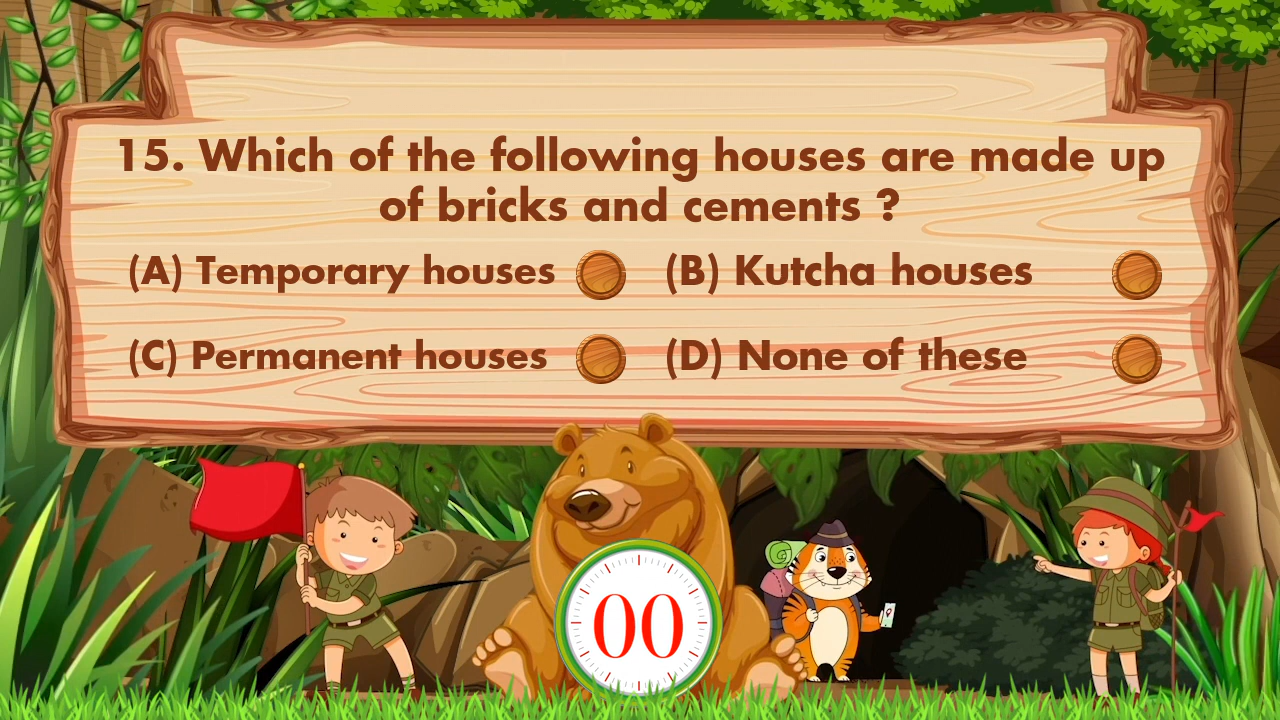 15. Which of the following houses are made up
of bricks and cements ?
(A) Temporary houses (B) Kutcha houses
(C) Permanent houses (D) None of these
00